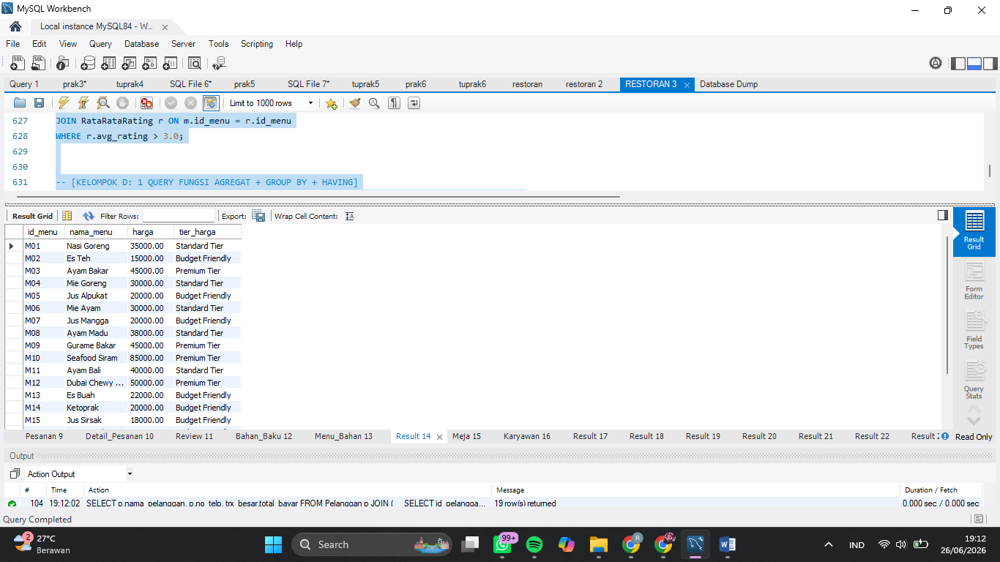 MySQL Workbench
Local instance MySQL84 - W... ×
File Edit View Query Database Server Tools Scripting Help
Query 1 prak3* tuprak4 SQL File 6* prak5 SQL File 7* tuprak5 prak6 tuprak6 restoran restoran 2 RESTORAN 3 × Database Dump
Limit to 1000 rows
627 JOIN RataRataRating r ON m.id_menu = r.id_menu
628 WHERE r.avg_rating > 3.0;
629
630
631 -- [KELOMPOK D: 1 QUERY FUNGSI AGREGAT + GROUP BY + HAVING]
Result Grid Filter Rows: Export: Wrap Cell Content:
id_menu nama_menu harga tier_harga
M01 Nasi Goreng 35000.00 Standard Tier
M02 Es Teh 15000.00 Budget Friendly
M03 Ayam Bakar 45000.00 Premium Tier
M04 Mie Goreng 30000.00 Standard Tier
M05 Jus Alpukat 20000.00 Budget Friendly
M06 Mie Ayam 30000.00 Standard Tier
M07 Jus Mangga 20000.00 Budget Friendly
M08 Ayam Madu 38000.00 Standard Tier
M09 Gurame Bakar 45000.00 Premium Tier
M10 Seafood Siram 85000.00 Premium Tier
M11 Ayam Bali 40000.00 Standard Tier
M12 Dubai Chewy ... 50000.00 Premium Tier
M13 Es Buah 22000.00 Budget Friendly
M14 Ketoprak 20000.00 Budget Friendly
M15 Jus Sirsak 18000.00 Budget Friendly
Result Grid
Form Editor
Field Types
Query Stats
Pesanan 9 Detail_Pesanan 10 Review 11 Bahan_Baku 12 Menu_Bahan 13 Result 14 × Meja 15 Karyawan 16 Result 17 Result 18 Result 19 Result 20 Result 21 Result 22 Result Read Only
Output
Action Output
# Time Action Message Duration / Fetch
104 19:12:02 SELECT p.nama_pelanggan, p.no_telp, trx_besar.total_bayar FROM Pelanggan p JOIN ( SELECT id_pelangga... 19 row(s) returned 0.000 sec / 0.000 sec
Query Completed
2 27°C
Berawan
Search
99+
R
IND
19:12
26/06/2026